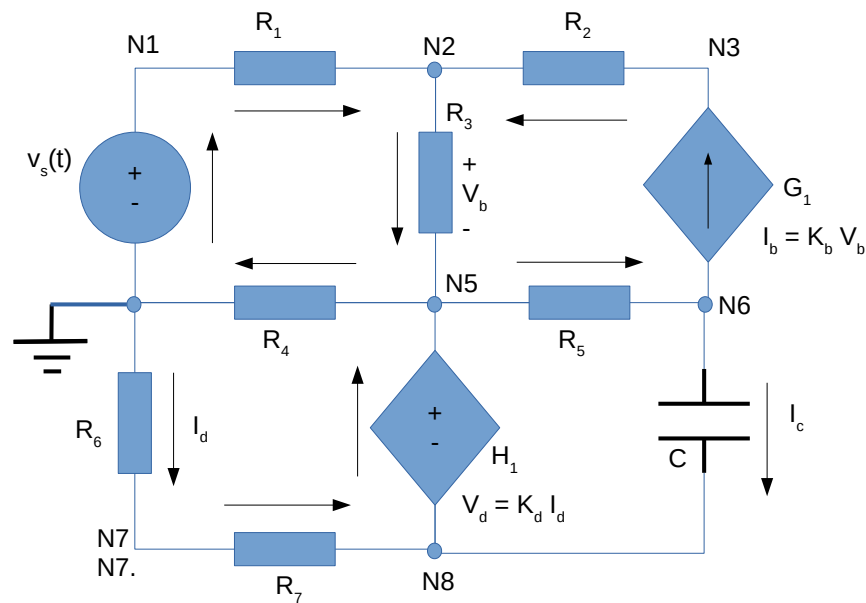 N1
R1
N2
R2
N3
vs(t)
+
-
R3
+
Vb
-
G1
Ib = Kb Vb
N5
N6
R4
R5
R6
Id
+
-
H1
Vd = Kd Id
C
Ic
N7
N7.
R7
N8